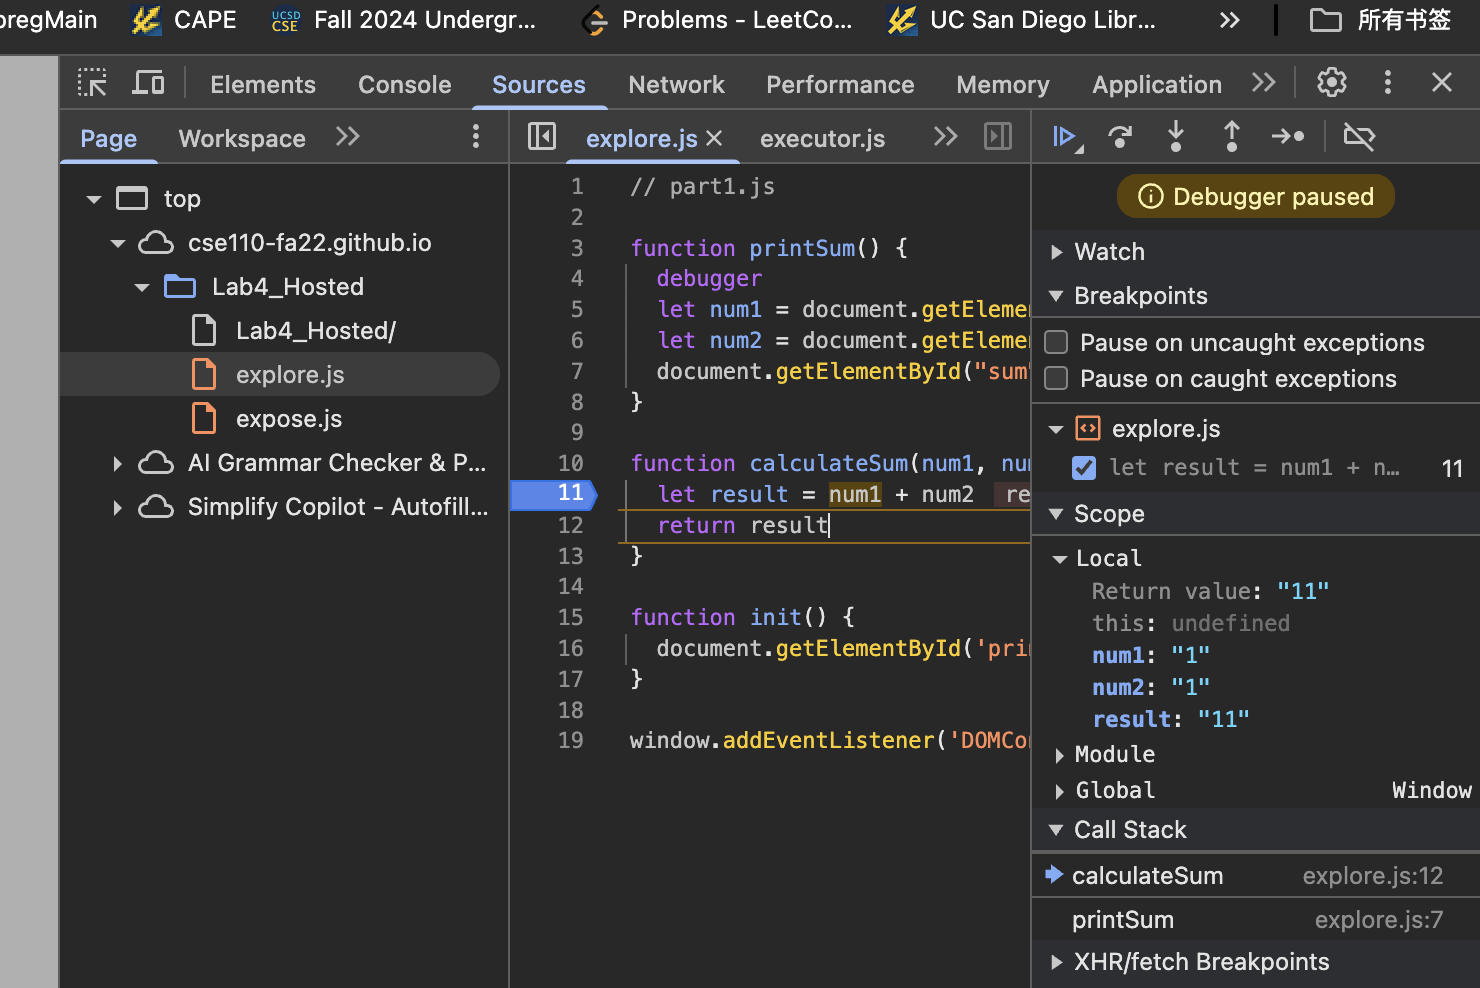 oregMain CAPE UCSD CSE Fall 2024 Undergr... Problems - LeetCo... UC San Diego Libr... 所有书签
Elements Console Sources Network Performance Memory Application
Page Workspace explore.js executor.js
Debugger paused
top
cse110-fa22.github.io
Lab4_Hosted
Lab4_Hosted/
explore.js
expose.js
AI Grammar Checker & P...
Simplify Copilot - Autofill...
1 // part1.js
2
3 function printSum() {
4 debugger
5 let num1 = document.getEleme
6 let num2 = document.getEleme
7 document.getElementById("sum"
8 }
9
10 function calculateSum(num1, nu
11 let result = num1 + num2 re
12 return result
13 }
14
15 function init() {
16 document.getElementById('pri
17 }
18
19 window.addEventListener('DOMCo
Watch
Breakpoints
Pause on uncaught exceptions
Pause on caught exceptions
explore.js
let result = num1 + n… 11
Scope
Local
Return value: "11"
this: undefined
num1: "1"
num2: "1"
result: "11"
Module
Global Window
Call Stack
calculateSum explore.js:12
printSum explore.js:7
XHR/fetch Breakpoints